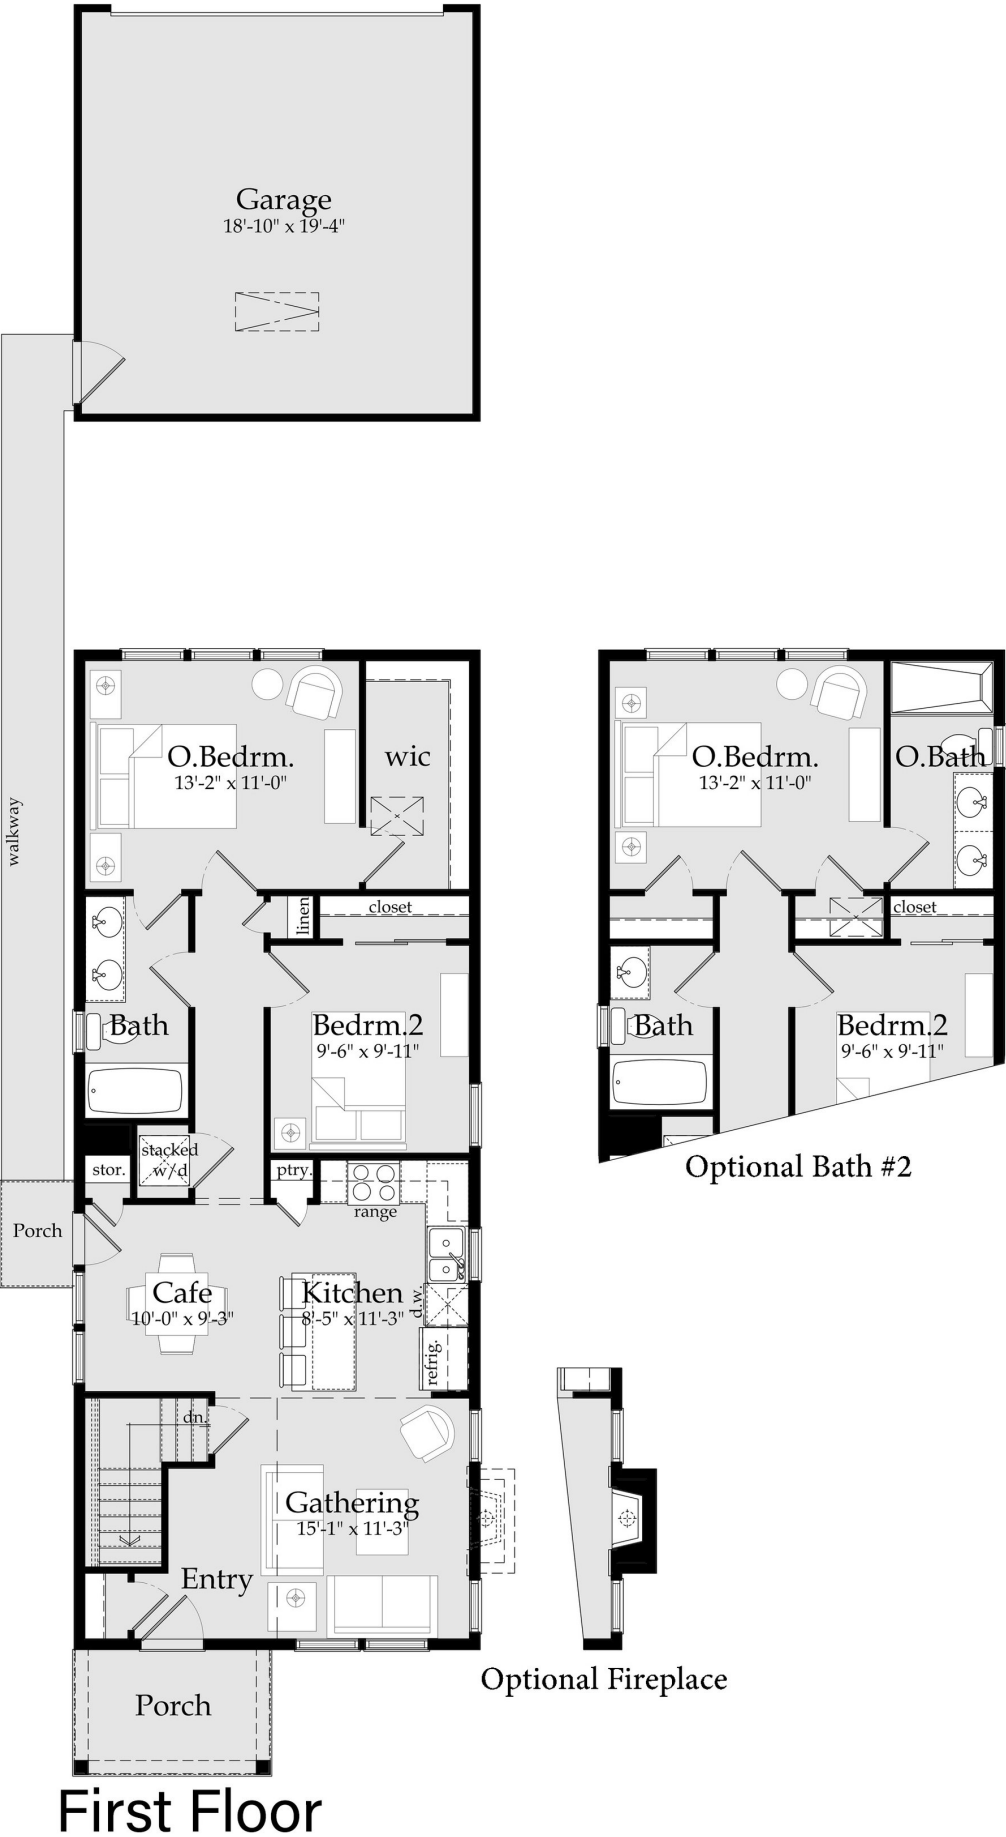 Garage
18'-10" x 19'-4"
walkway
O.Bedrm.
13'-2" x 11'-0"
wic
linen
closet
Bath
Bedrm.2
9'-6" x 9'-11"
stor.
stacked
w/d
ptry.
range
Porch
Cafe
10'-0" x 9'-3"
Kitchen
8'-5" x 11'-3"
d.w.
refrig.
dn.
Gathering
15'-1" x 11'-3"
Entry
Porch
O.Bedrm.
13'-2" x 11'-0"
O.Bath
closet
Bath
Bedrm.2
9'-6" x 9'-11"
Optional Bath #2
Optional Fireplace
First Floor